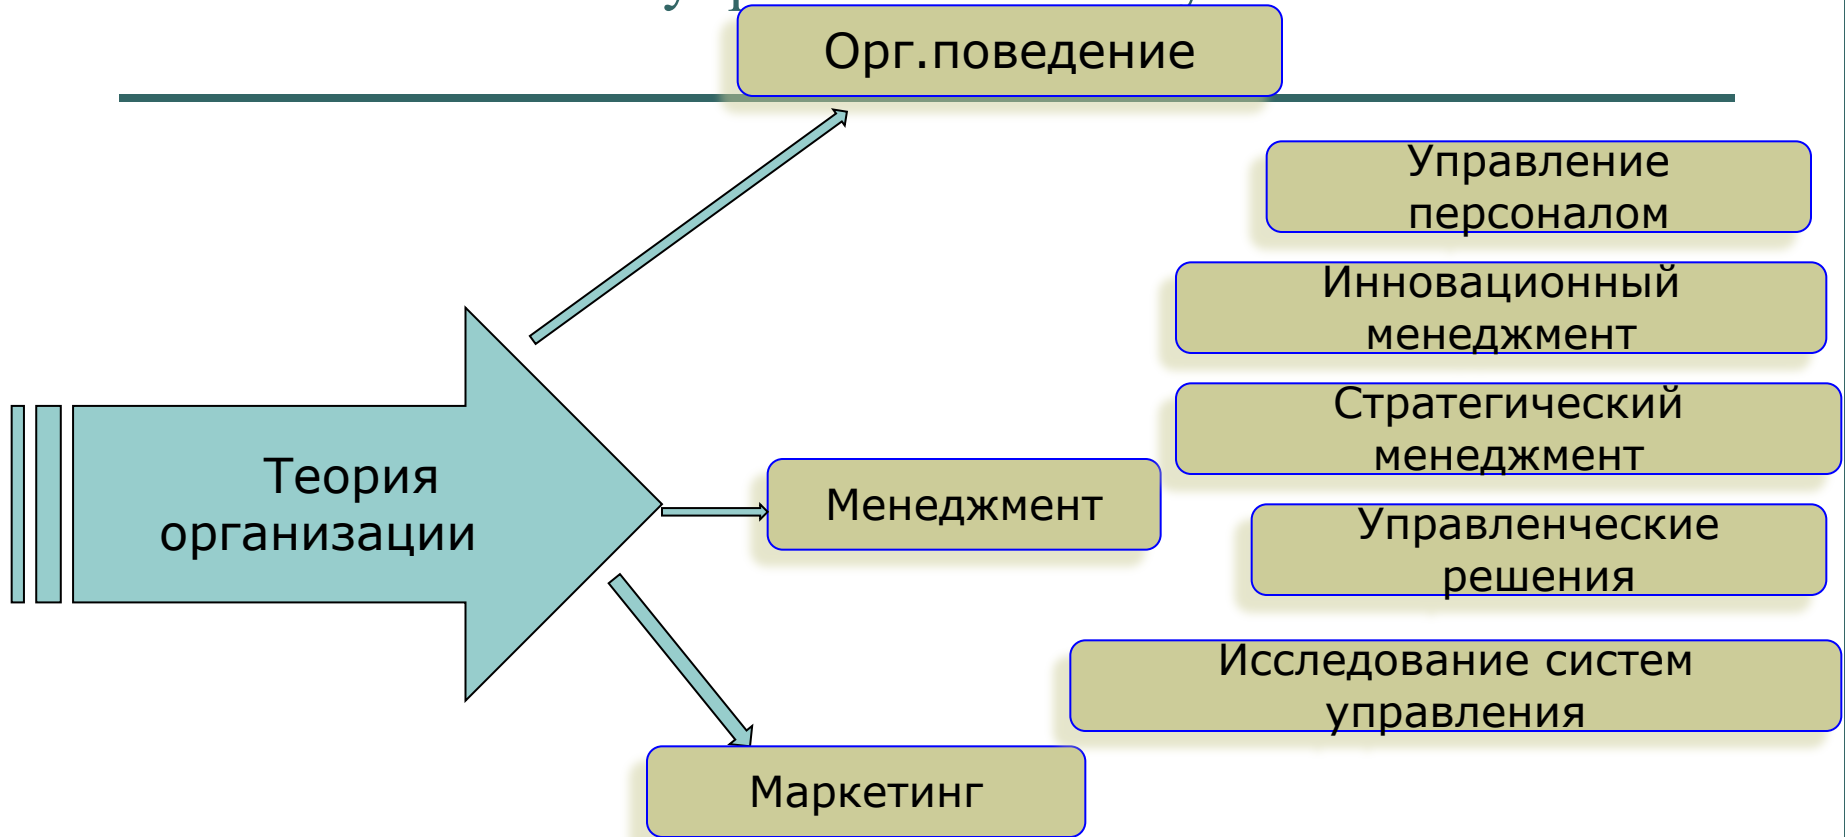 Орг.поведение
Управление
персоналом
Инновационный
менеджмент
Стратегический
менеджмент
Теория
организации
Менеджмент
Управленческие
решения
Исследование систем
управления
Маркетинг